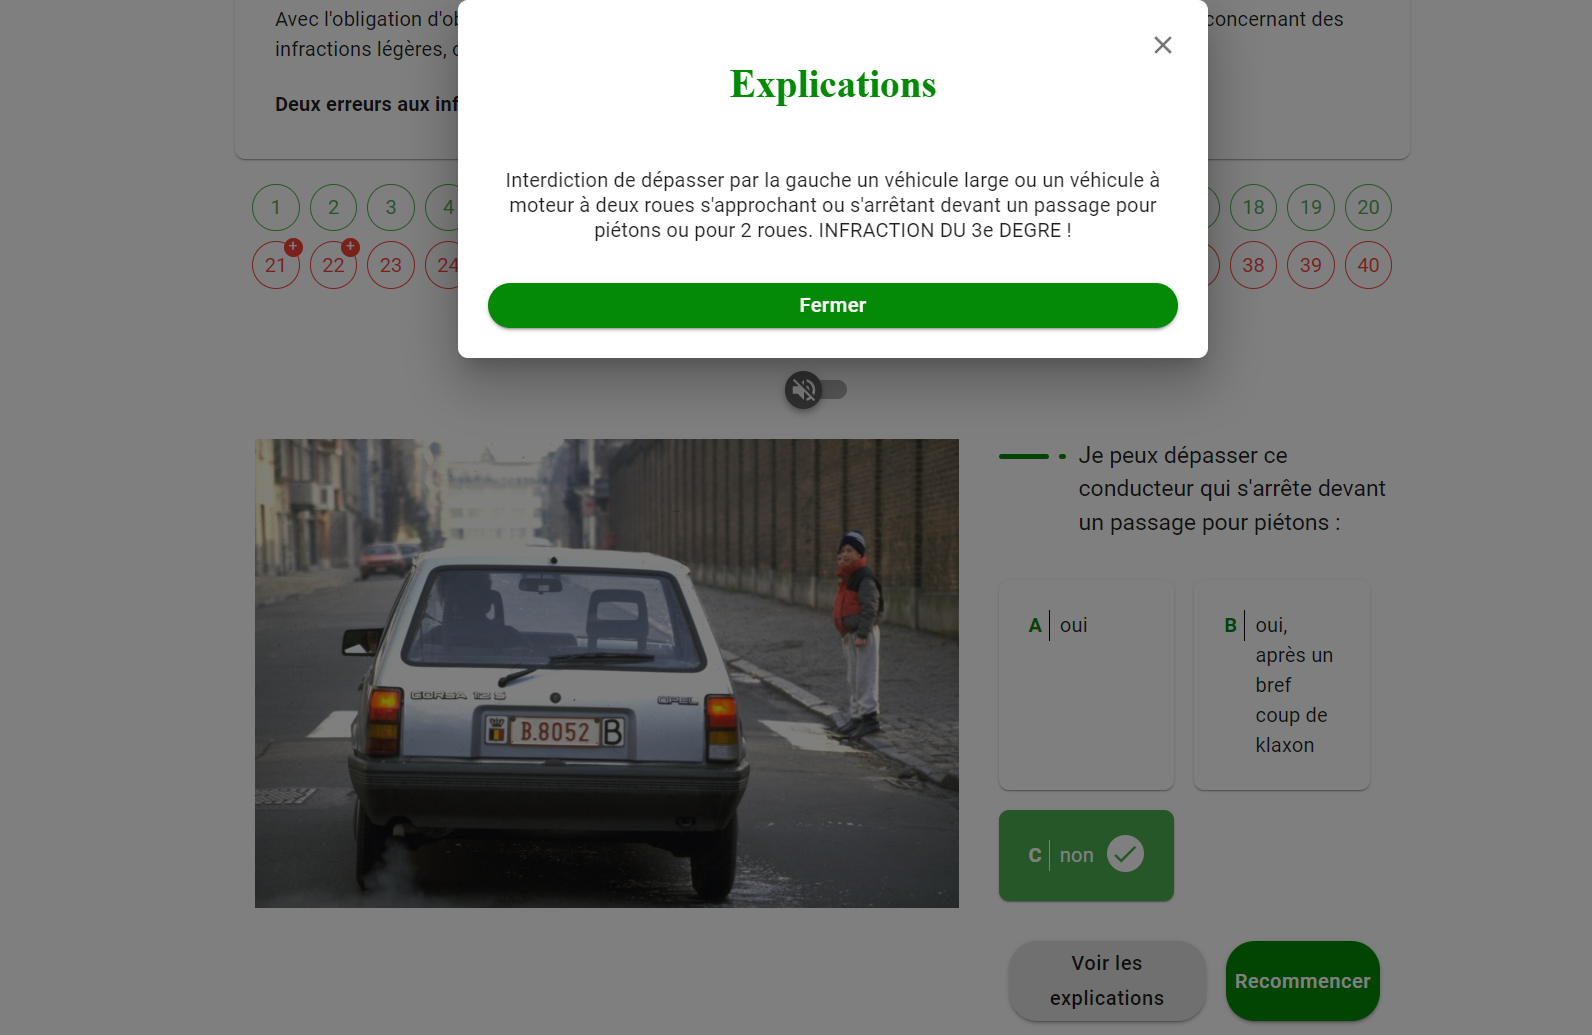 Avec l'obligation d'ob
concernant des
infractions légères, c
Deux erreurs aux inf
Explications
Interdiction de dépasser par la gauche un véhicule large ou un véhicule à
moteur à deux roues s'approchant ou s'arrêtant devant un passage pour
piétons ou pour 2 roues. INFRACTION DU 3e DEGRE !
Fermer
1 2 3 4 18 19 20
21 + 22 + 23 24 38 39 40
Je peux dépasser ce
conducteur qui s'arrête devant
un passage pour piétons :
A oui
B oui,
après un
bref
coup de
klaxon
C non
CORSA 12 S
OPEL
B.8052 B
Voir les
explications
Recommencer